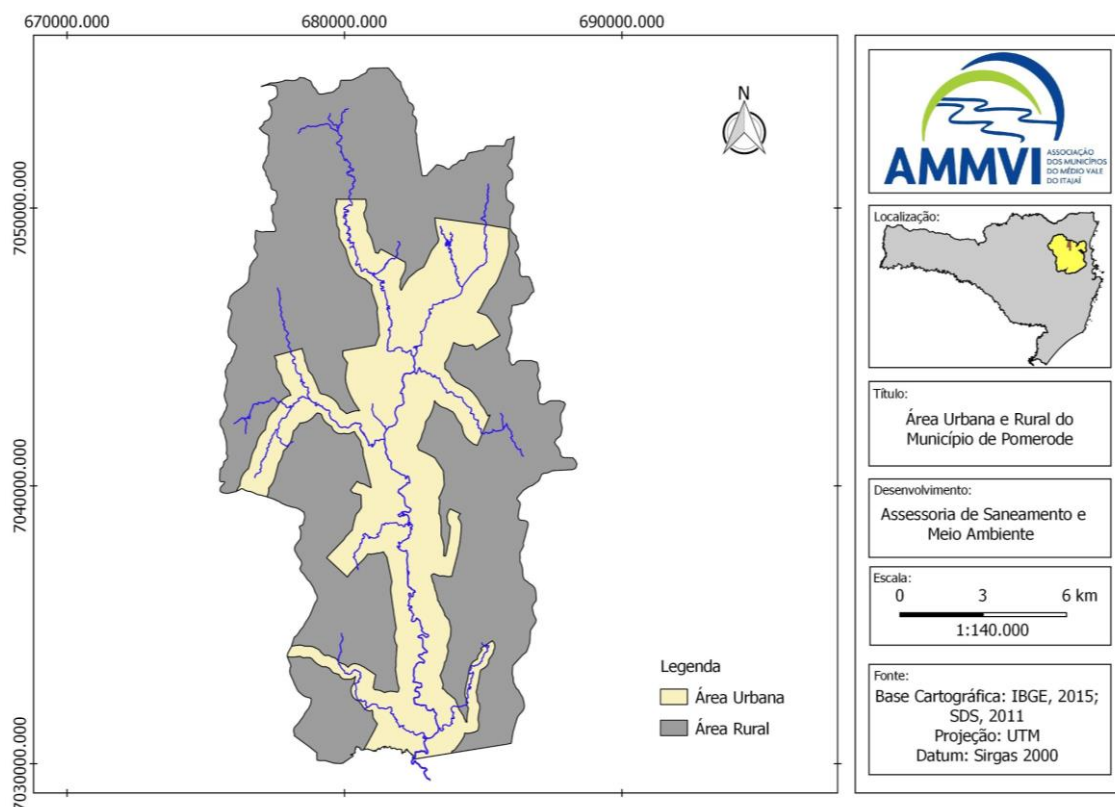 670000.000
680000.000
690000.000
7050000.000
7040000.000
7030000.000
N
Legenda
Área Urbana
Área Rural
AMMVI
ASSOCIAÇÃO
DOS MUNICÍPIOS
DO MÉDIO VALE
DO ITAJAÍ
Localização:
Título:
Área Urbana e Rural do
Município de Pomerode
Desenvolvimento:
Assessoria de Saneamento e
Meio Ambiente
Escala:
0 3 6 km
1:140.000
Fonte:
Base Cartográfica: IBGE, 2015;
SDS, 2011
Projeção: UTM
Datum: Sirgas 2000